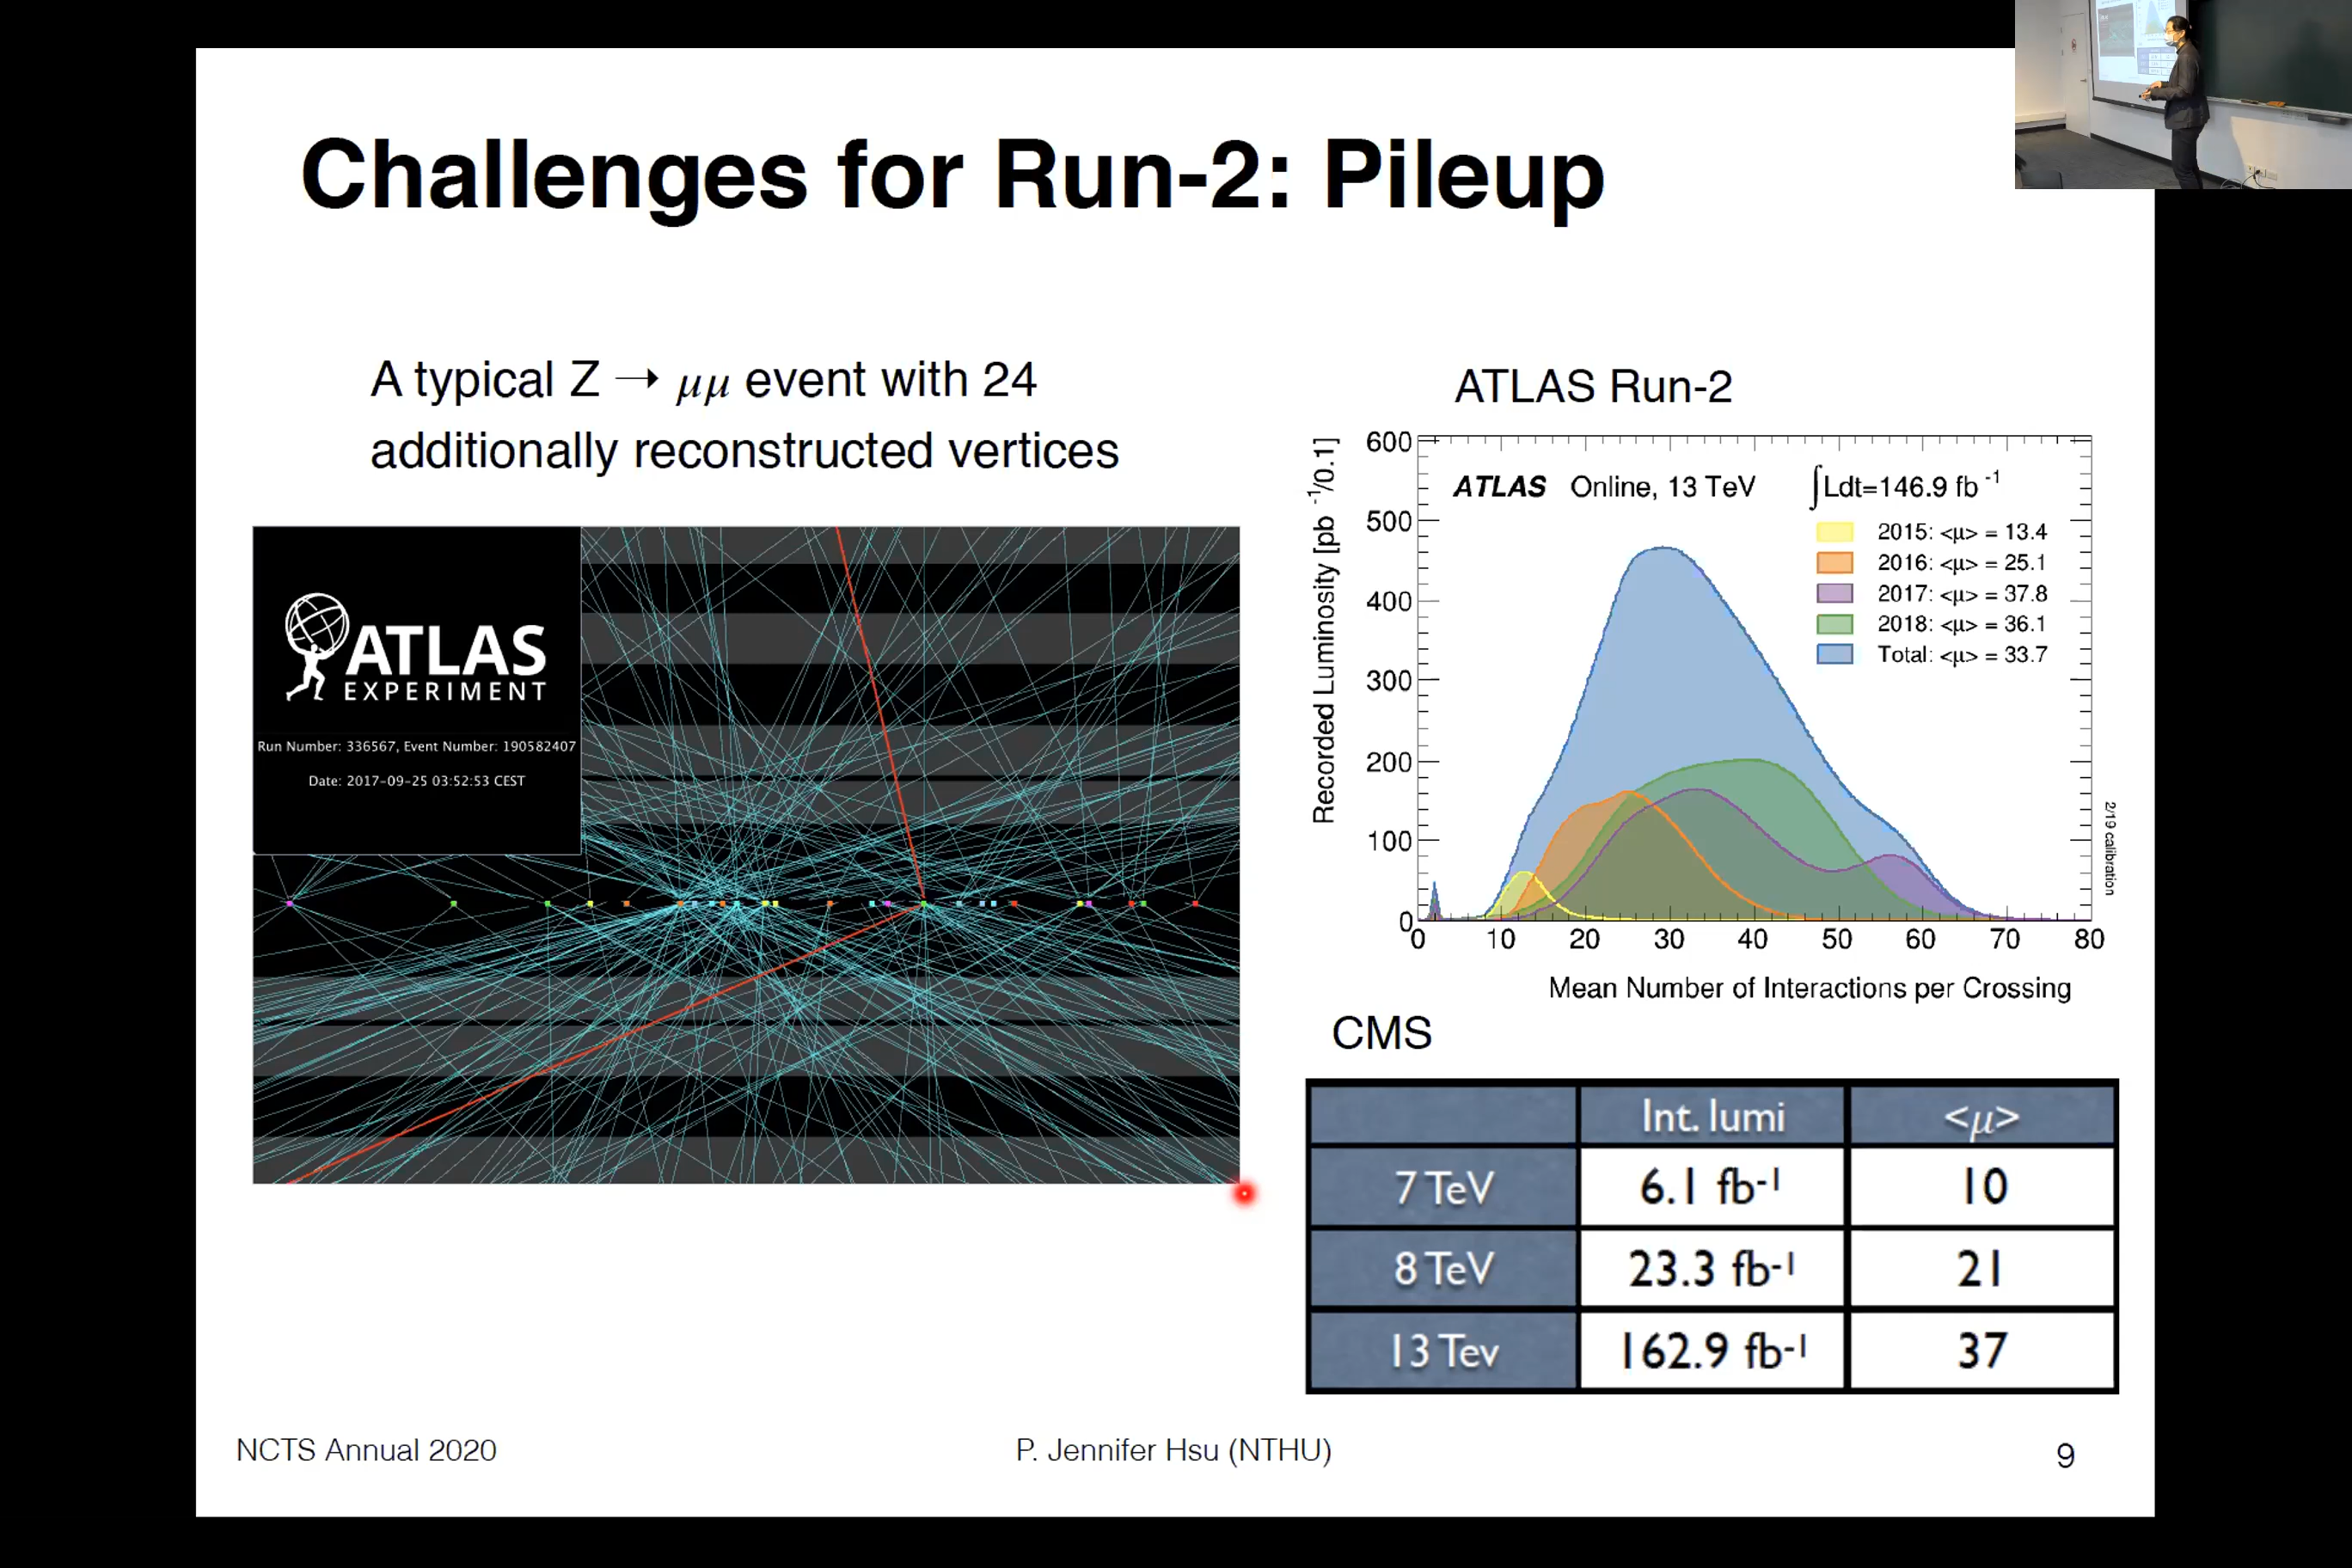 Challenges for Run-2: Pileup
A typical Z → μμ event with 24
additionally reconstructed vertices
ATLAS
EXPERIMENT
Run Number: 336567, Event Number: 190582407
Date: 2017-09-25 03:52:53 CEST
ATLAS Run-2
Recorded Luminosity [pb⁻¹/0.1]
600
500
400
300
200
100
0
ATLAS Online, 13 TeV ∫Ldt=146.9 fb⁻¹
2015: <μ> = 13.4
2016: <μ> = 25.1
2017: <μ> = 37.8
2018: <μ> = 36.1
Total: <μ> = 33.7
2/19 calibration
0 10 20 30 40 50 60 70 80
Mean Number of Interactions per Crossing
CMS
Int. lumi <μ>
7 TeV 6.1 fb⁻¹ 10
8 TeV 23.3 fb⁻¹ 21
13 Tev 162.9 fb⁻¹ 37
NCTS Annual 2020 P. Jennifer Hsu (NTHU) 9